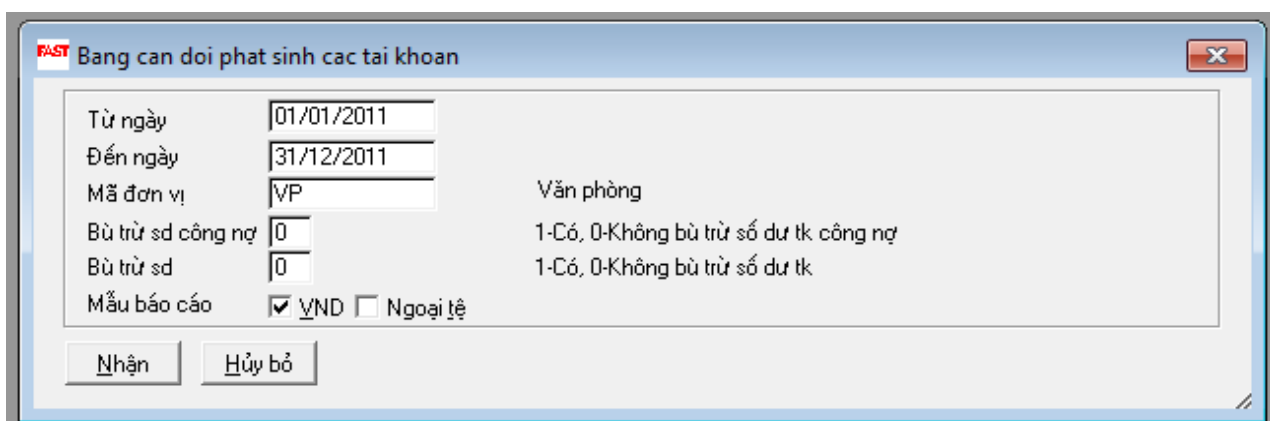 FAST Bang can doi phat sinh cac tai khoan
Từ ngày 01/01/2011
Đến ngày 31/12/2011
Mã đơn vị VP Văn phòng
Bù trừ sd công nợ 0 1-Có, 0-Không bù trừ số dư tk công nợ
Bù trừ sd 0 1-Có, 0-Không bù trừ số dư tk
Mẫu báo cáo VND Ngoại tệ
Nhận Hủy bỏ